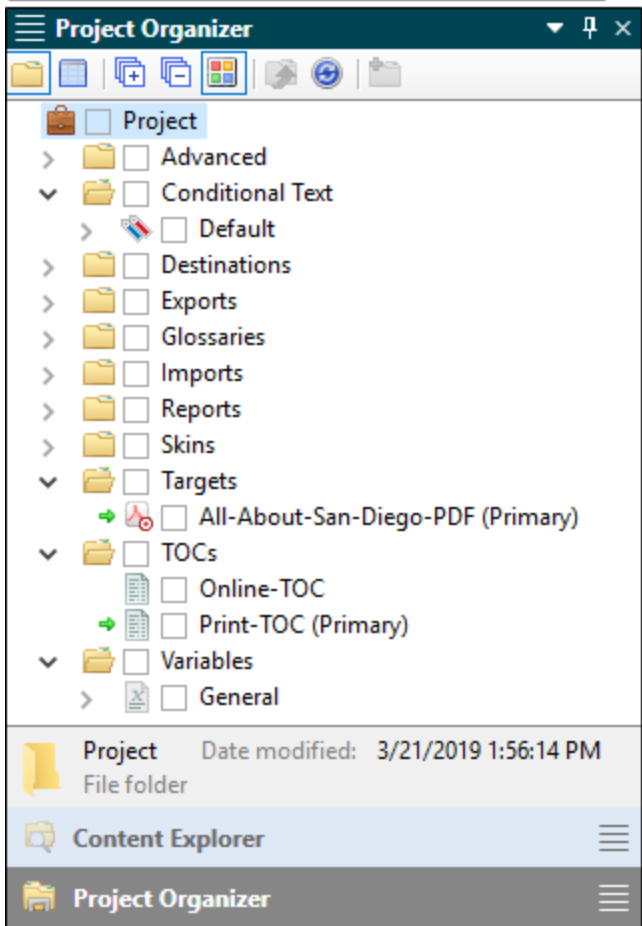 Project Organizer
Project
Advanced
Conditional Text
Default
Destinations
Exports
Glossaries
Imports
Reports
Skins
Targets
All-About-San-Diego-PDF (Primary)
TOCs
Online-TOC
Print-TOC (Primary)
Variables
General
Project Date modified: 3/21/2019 1:56:14 PM
File folder
Content Explorer
Project Organizer